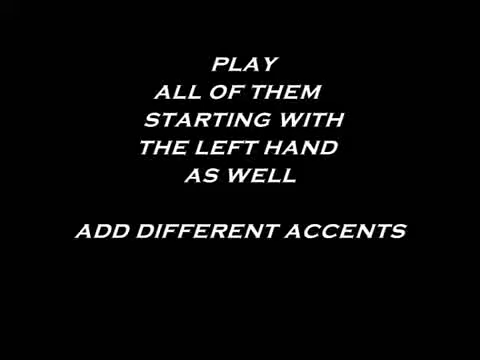 PLAY
ALL OF THEM
STARTING WITH
THE LEFT HAND
AS WELL
ADD DIFFERENT ACCENTS